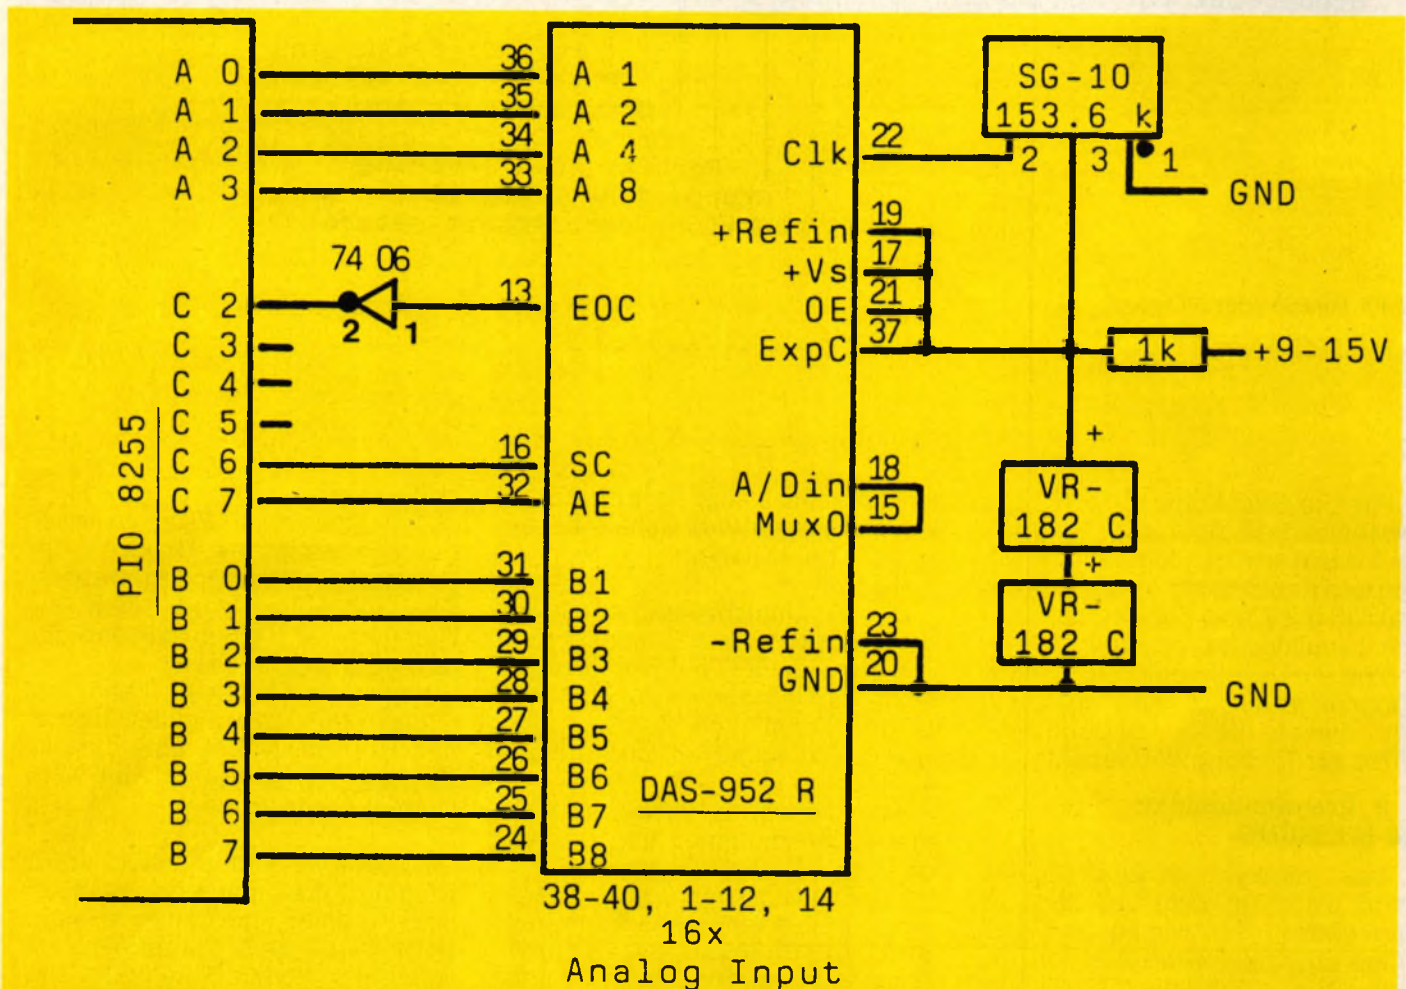 A 0 36 A 1
A 1 35 A 2
A 2 34 A 4
A 3 33 A 8
74 06
C 2 2 1 13 EOC
C 3
C 4
C 5
C 6 16 SC
C 7 32 AE
PIO 8255
B 0 31 B1
B 1 30 B2
B 2 29 B3
B 3 28 B4
B 4 27 B5
B 5 26 B6
B 6 25 B7
B 7 24 B8
DAS-952 R
Clk 22
+Refin 19
+Vs 17
OE 21
ExpC 37
A/Din 18
MuxO 15
-Refin 23
GND 20
SG-10
153.6 k
2 3 1
GND
1k +9-15V
+
VR-
182 C
+
VR-
182 C
GND
38-40, 1-12, 14
16x
Analog Input